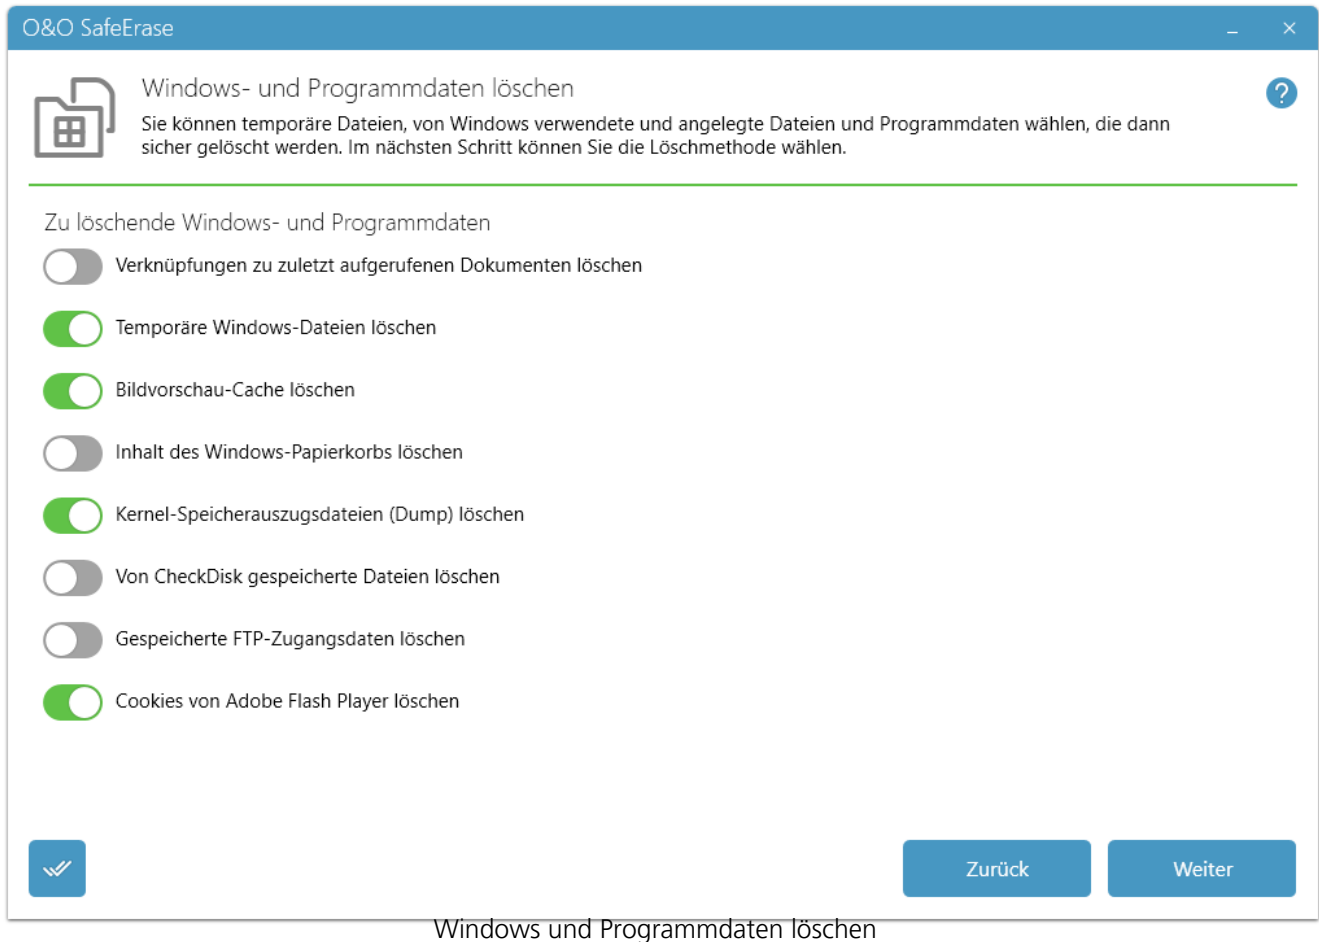 O&O SafeErase
Windows- und Programmdaten löschen
Sie können temporäre Dateien, von Windows verwendete und angelegte Dateien und Programmdaten wählen, die dann
sicher gelöscht werden. Im nächsten Schritt können Sie die Löschmethode wählen.
?
Zu löschende Windows- und Programmdaten
Verknüpfungen zu zuletzt aufgerufenen Dokumenten löschen
Temporäre Windows-Dateien löschen
Bildvorschau-Cache löschen
Inhalt des Windows-Papierkorbs löschen
Kernel-Speicherauszugsdateien (Dump) löschen
Von CheckDisk gespeicherte Dateien löschen
Gespeicherte FTP-Zugangsdaten löschen
Cookies von Adobe Flash Player löschen
Zurück
Weiter
Windows und Programmdaten löschen